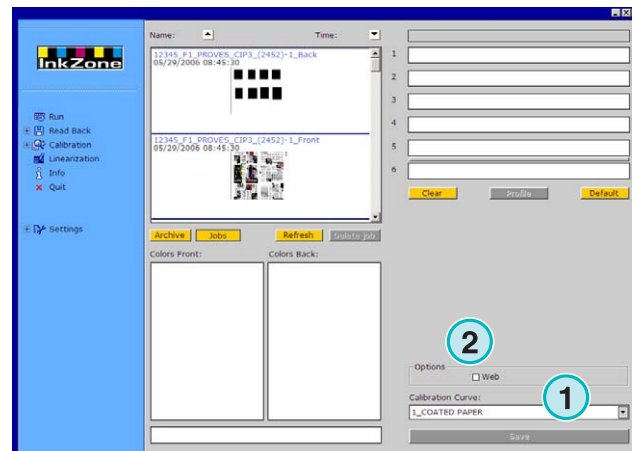 InkZone
Run
Read Back
Calibration
Linearization
Info
Quit
Settings
Name: Time:
12345_F1_PROVES_CIP3_(2452)-1_Back
05/29/2006 08:45:30
12345_F1_PROVES_CIP3_(2452)-1_Front
05/29/2006 08:45:30
Archive Jobs Refresh Delete job
Colors Front: Colors Back:
1
2
3
4
5
6
Clear Profile Default
2
Options
Web
1
Calibration Curve:
1_COATED PAPER
Save